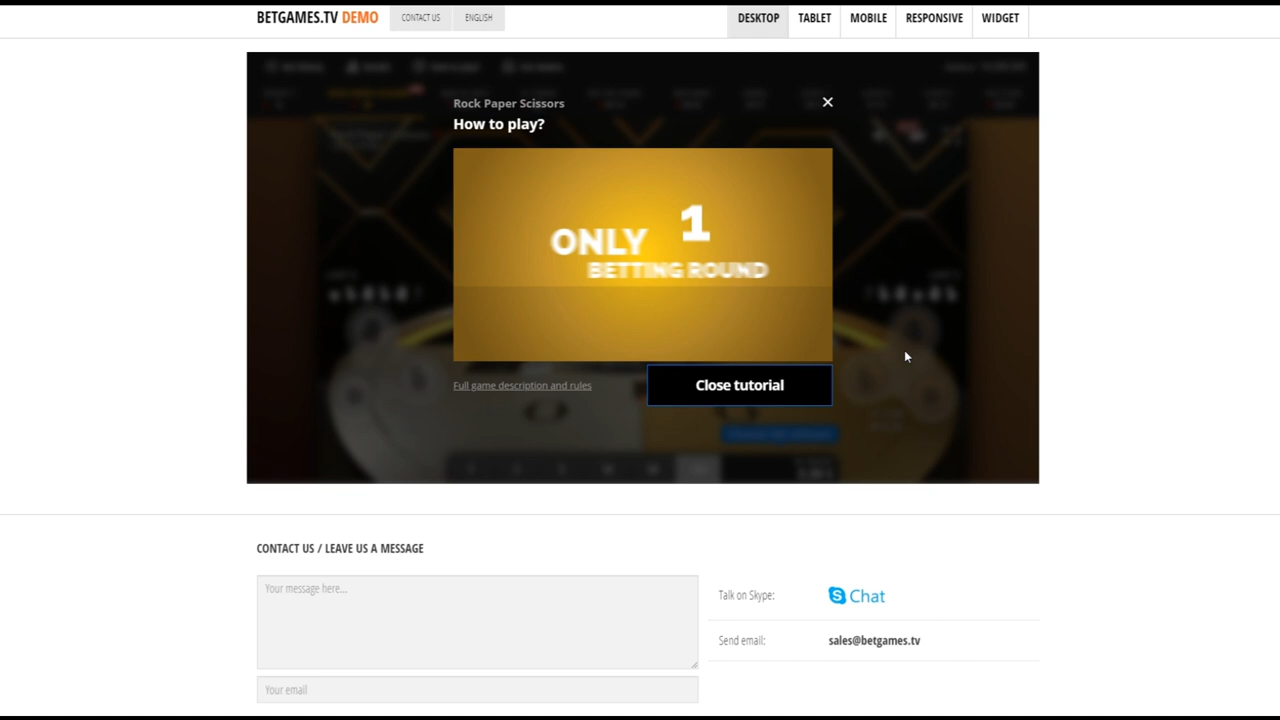 BETGAMES.TV DEMO
CONTACT US
ENGLISH
DESKTOP
TABLET
MOBILE
RESPONSIVE
WIDGET
Rock Paper Scissors
How to play?
ONLY 1
BETTING ROUND
Full game description and rules
Close tutorial
CONTACT US / LEAVE US A MESSAGE
Your message here...
Talk on Skype:
Chat
Send email:
sales@betgames.tv
Your email